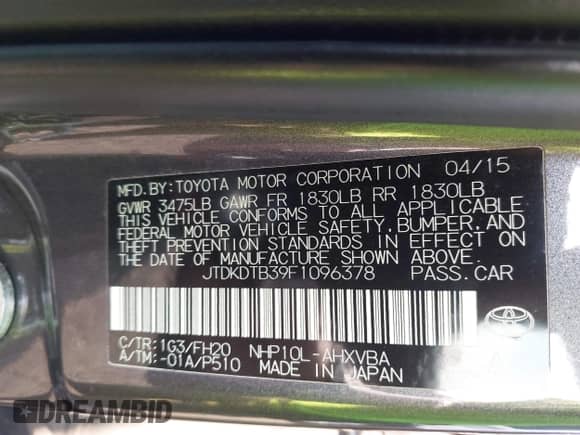 MFD.BY:TOYOTA MOTOR CORPORATION 04/15
GVWR 3475LB GAWR FR 1830LB RR 1830LB
THIS VEHICLE CONFORMS TO ALL APPLICABLE
FEDERAL MOTOR VEHICLE SAFETY,BUMPER,AND
THEFT PREVENTION STANDARDS IN EFFECT ON
THE DATE OF MANUFACTURE SHOWN ABOVE.
JTDKDTB39F1096378 PASS.CAR
C/TR:1G3/FH20 NHP10L-AHXVBA
A/TM:-01A/P510 MADE IN JAPAN
DREAMBID